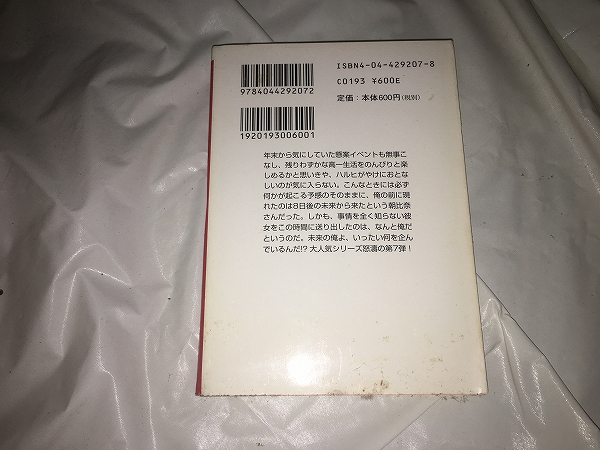 ISBN4-04-429207-8
C0193 ¥600E
定価:本体600円(税別)
9784044292072
1920193006001
年末から気にしていた懸案イベントも無事こ
なし、残りわずかな高一生活をのんびりと楽
しめるかと思いきや、ハルヒがやけにおとな
しいのが気に入らない。こんなときには必ず
何かが起こる予感のそのままに、俺の前に現
れたのは8日後の未来から来たという朝比奈
さんだった。しかも、事情を全く知らない彼
女をこの時間に送り出したのは、なんと俺だ
というのだ。未来の俺よ、いったい何を企ん
でいるんだ!? 大人気シリーズ怒濤の第7弾!